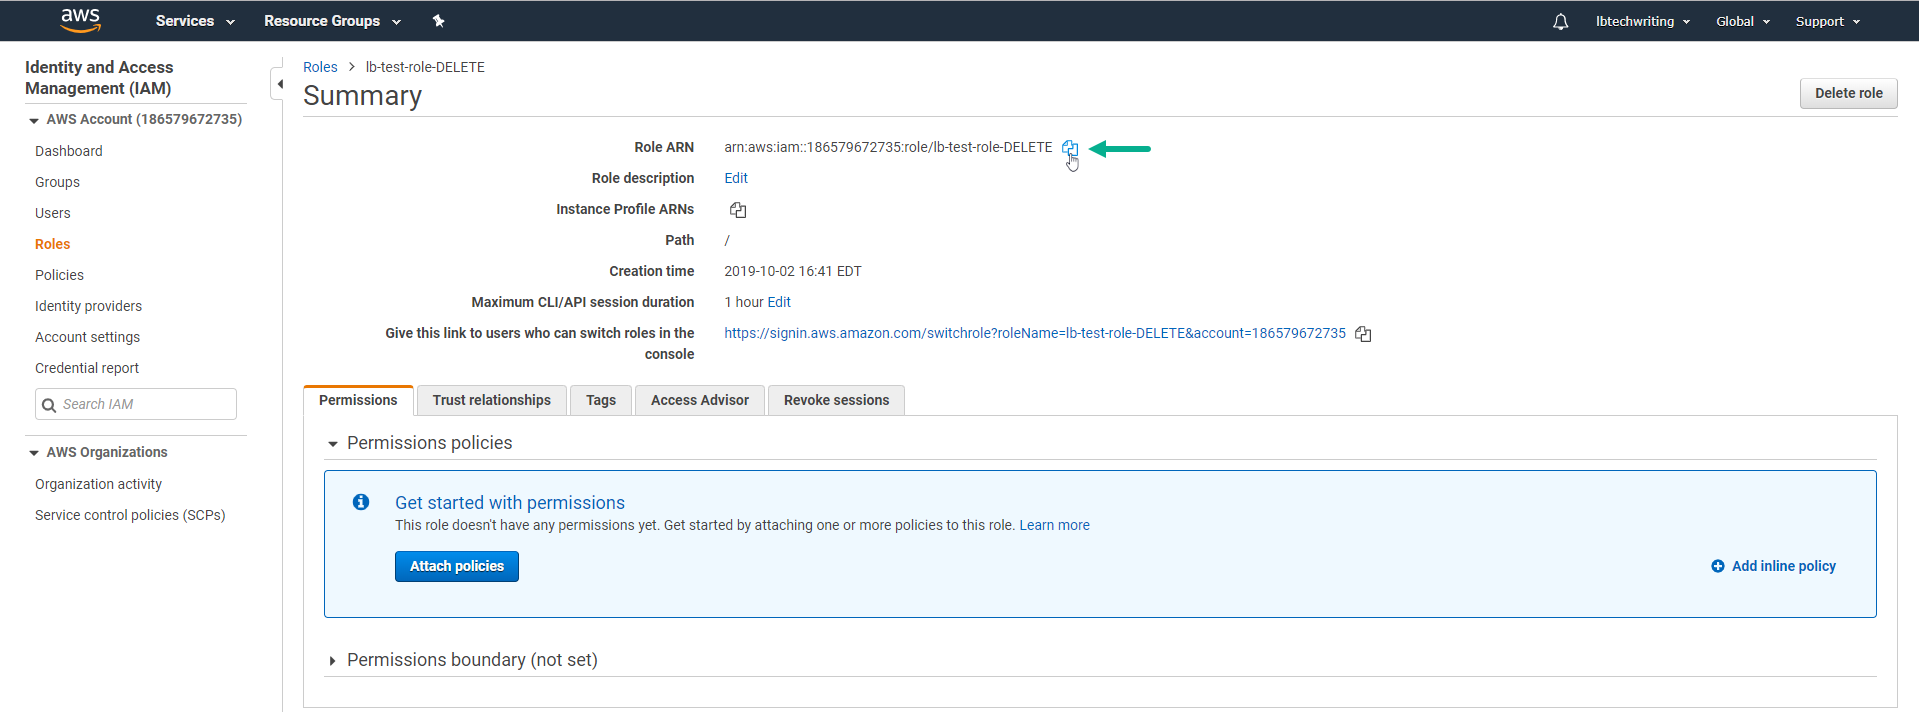 aws Services Resource Groups lbtechwriting Global Support
Identity and Access
Management (IAM)
AWS Account (186579672735)
Dashboard
Groups
Users
Roles
Policies
Identity providers
Account settings
Credential report
Search IAM
AWS Organizations
Organization activity
Service control policies (SCPs)
Roles > lb-test-role-DELETE
Summary
Delete role
Role ARN arn:aws:iam::186579672735:role/lb-test-role-DELETE
Role description Edit
Instance Profile ARNs
Path /
Creation time 2019-10-02 16:41 EDT
Maximum CLI/API session duration 1 hour Edit
Give this link to users who can switch roles in the https://signin.aws.amazon.com/switchrole?roleName=lb-test-role-DELETE&account=186579672735
console
Permissions Trust relationships Tags Access Advisor Revoke sessions
Permissions policies
Get started with permissions
This role doesn't have any permissions yet. Get started by attaching one or more policies to this role. Learn more
Attach policies Add inline policy
Permissions boundary (not set)